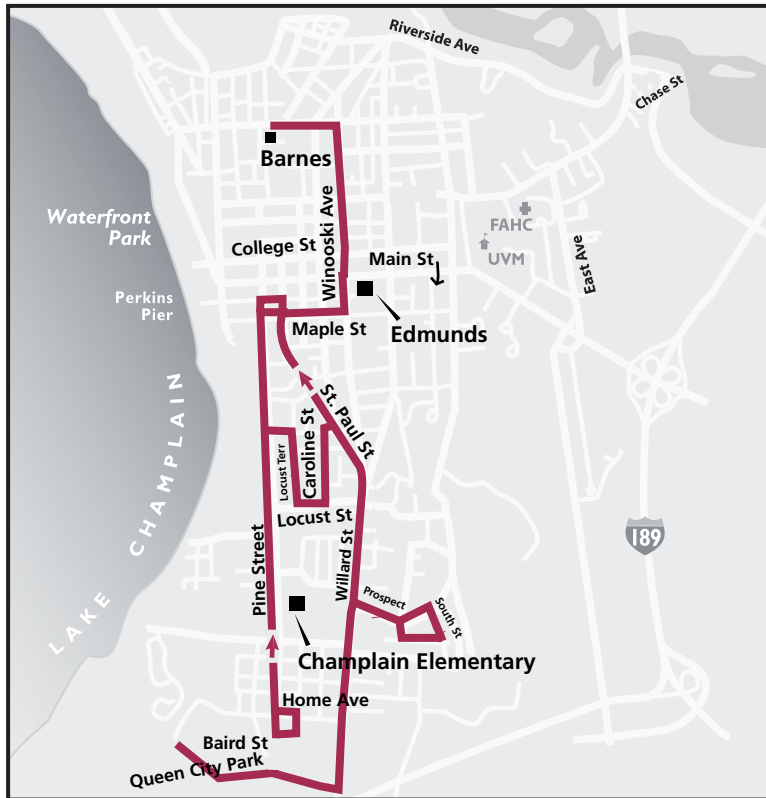 Riverside Ave
Chase St
Barnes
Waterfront
Park
Winooski Ave
College St
FAHC
UVM
Main St
East Ave
Perkins
Pier
Maple St
Edmunds
St. Paul St
Caroline St
Locust Terr
LAKE CHAMPLAIN
Locust St
189
Pine Street
Willard St
Prospect
South St
Champlain Elementary
Home Ave
Baird St
Queen City Park